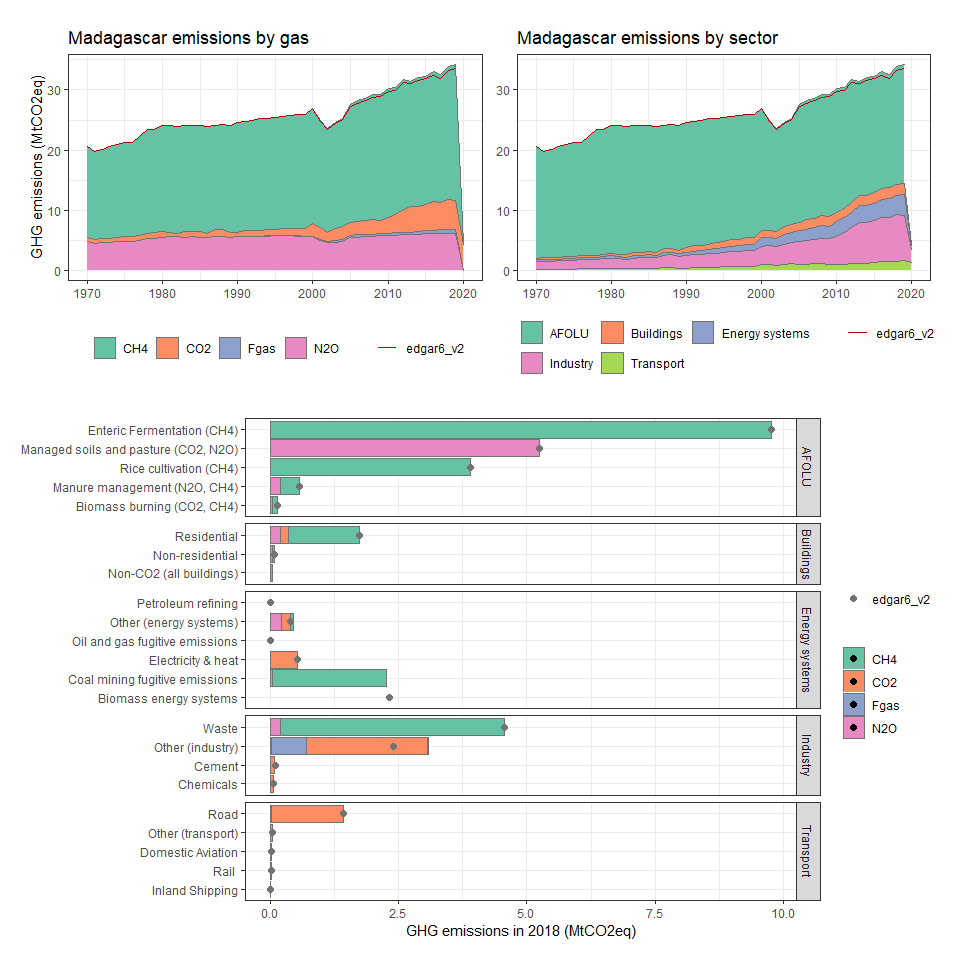 Madagascar emissions by gas
GHG emissions (MtCO2eq)
30
20
10
0
1970 1980 1990 2000 2010 2020
CH4 CO2 Fgas N2O edgar6_v2
Madagascar emissions by sector
30
20
10
0
1970 1980 1990 2000 2010 2020
AFOLU Buildings Energy systems edgar6_v2
Industry Transport
Enteric Fermentation (CH4)
Managed soils and pasture (CO2, N2O)
Rice cultivation (CH4)
Manure management (N2O, CH4)
Biomass burning (CO2, CH4)
AFOLU
Residential
Non-residential
Non-CO2 (all buildings)
Buildings
Petroleum refining
Other (energy systems)
Oil and gas fugitive emissions
Electricity & heat
Coal mining fugitive emissions
Biomass energy systems
Energy systems
Waste
Other (industry)
Cement
Chemicals
Industry
Road
Other (transport)
Domestic Aviation
Rail
Inland Shipping
Transport
0.0 2.5 5.0 7.5 10.0
GHG emissions in 2018 (MtCO2eq)
edgar6_v2
CH4
CO2
Fgas
N2O